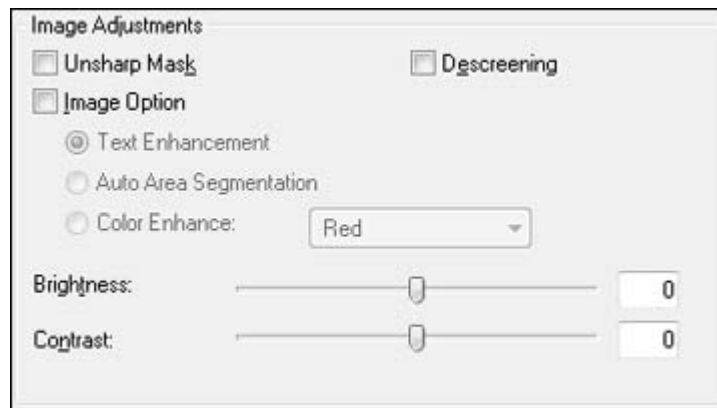 Image Adjustments
Unsharp Mask Descreening
Image Option
Text Enhancement
Auto Area Segmentation
Color Enhance: Red
Brightness: 0
Contrast: 0